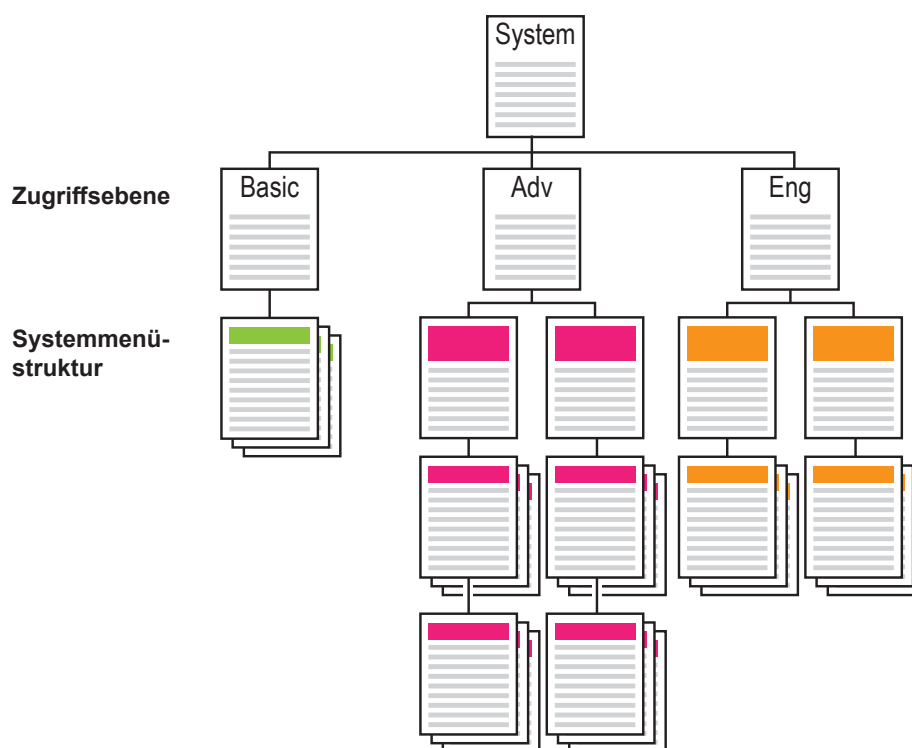 System
Zugriffsebene
Basic
Adv
Eng
Systemmenü-
struktur